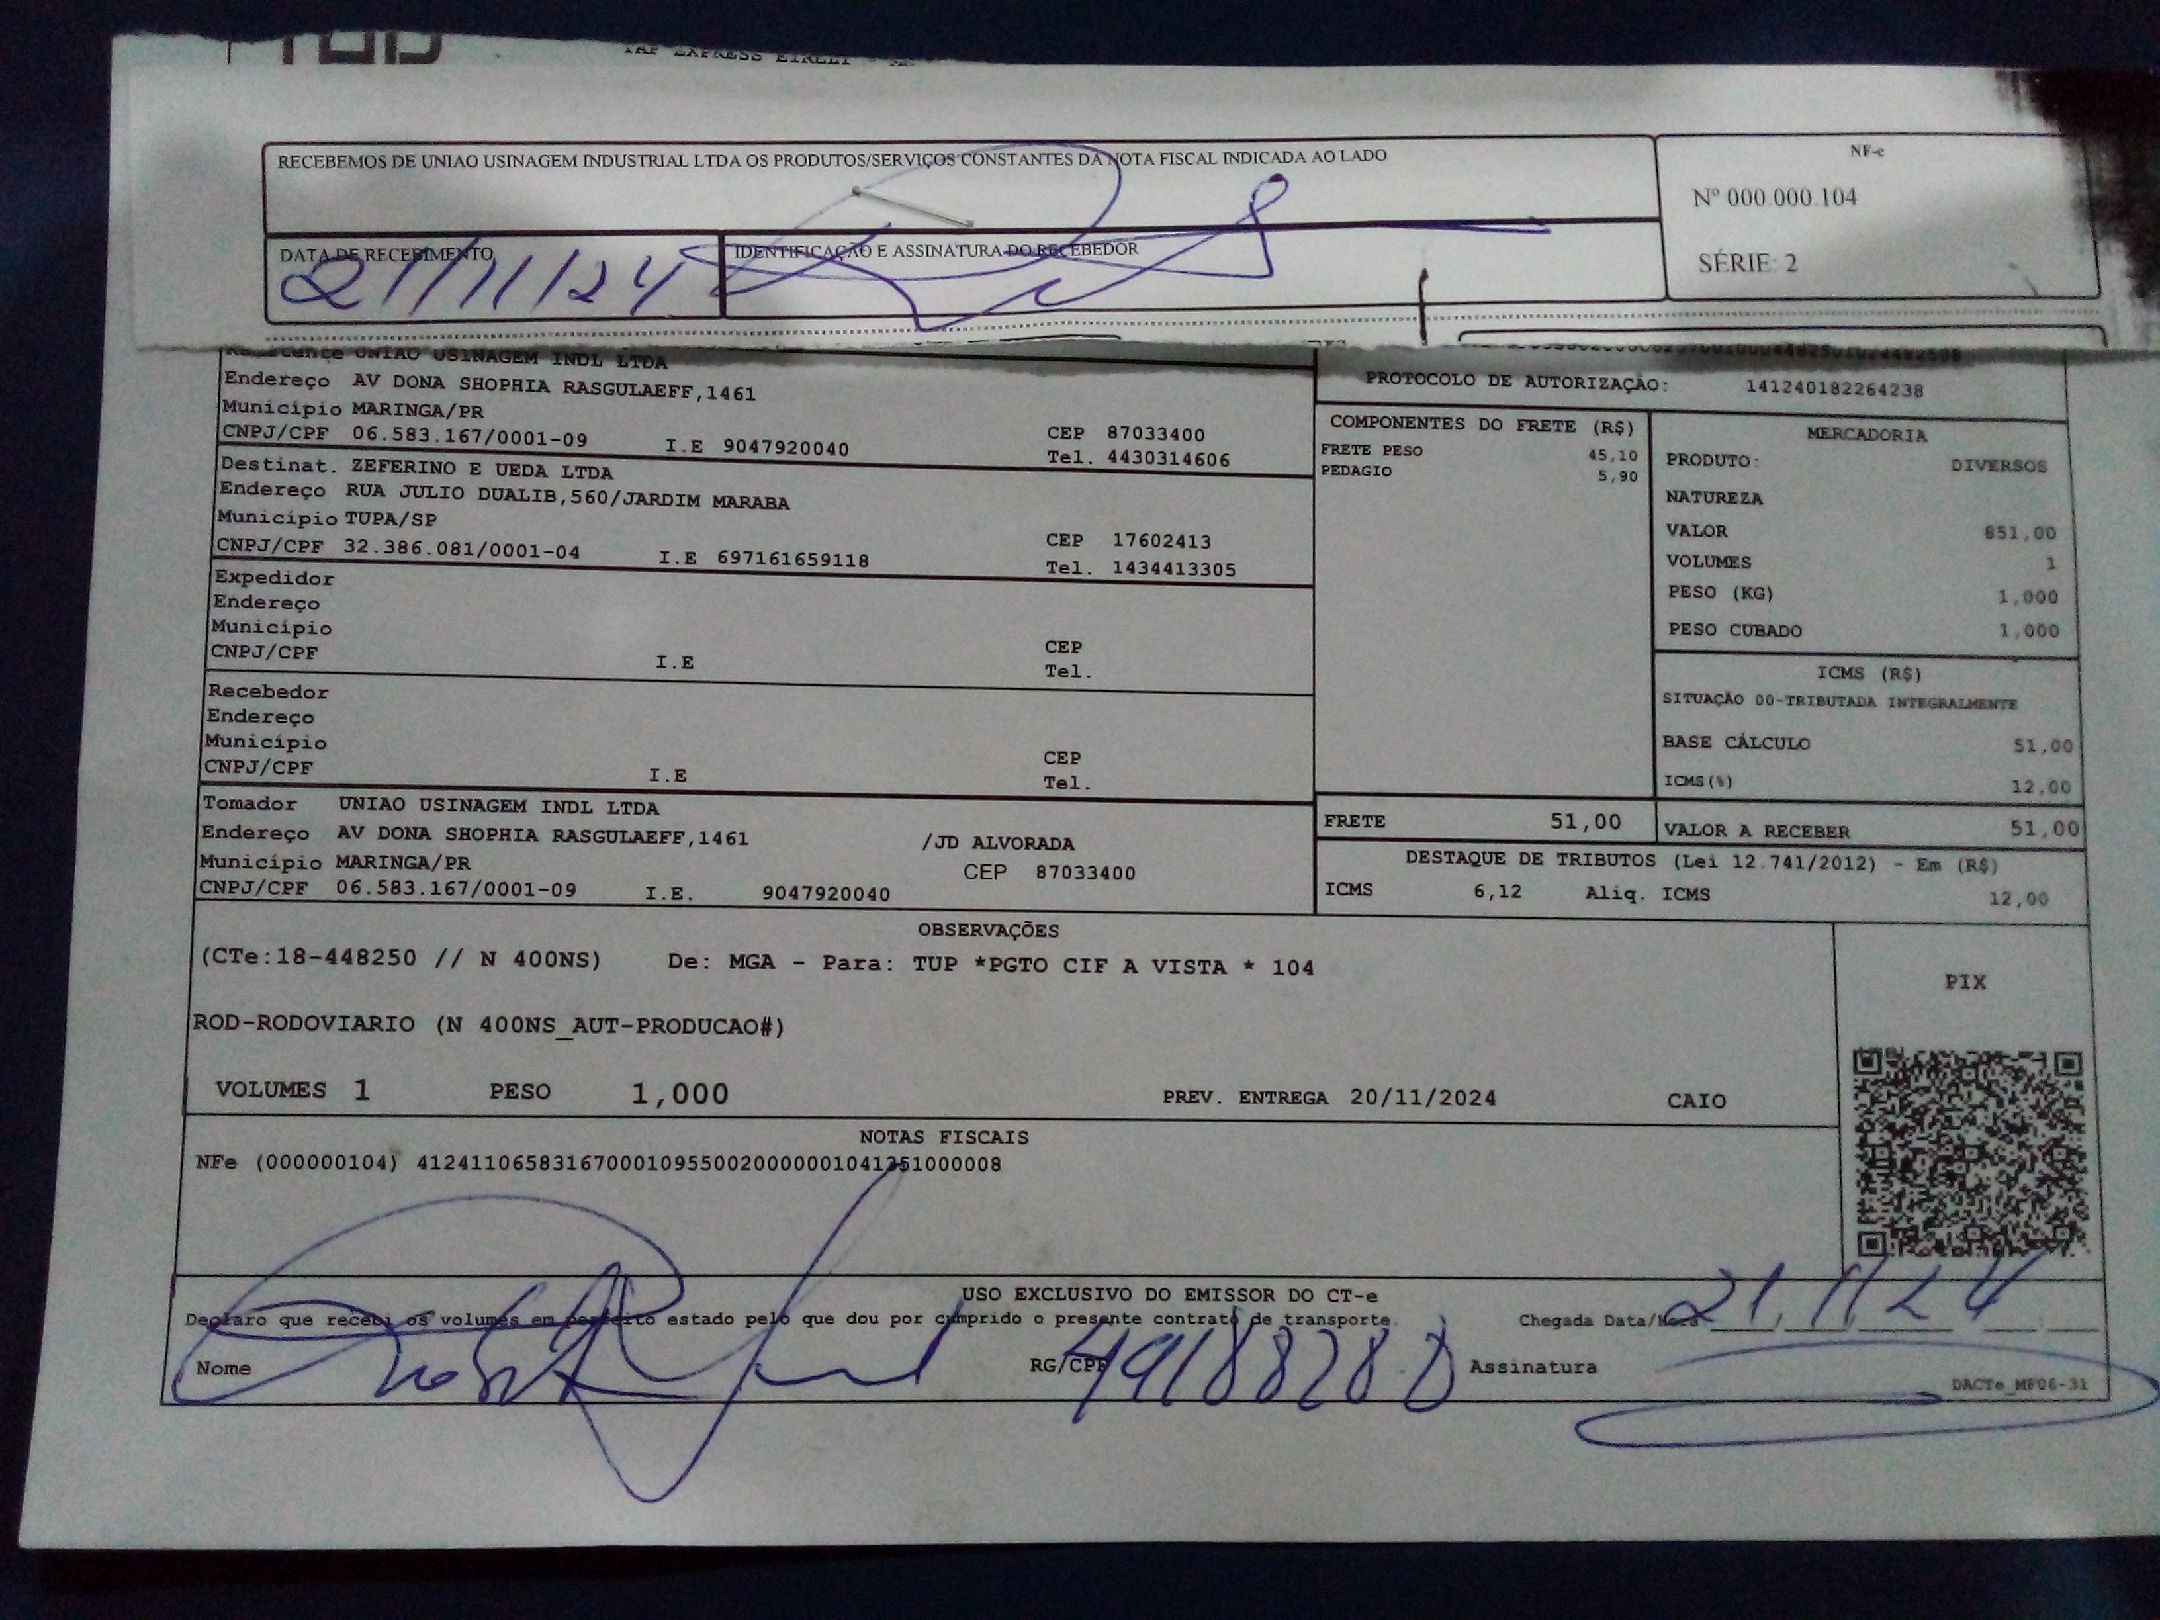 TAP EXPRESS EIRELI
RECEBEMOS DE UNIAO USINAGEM INDUSTRIAL LTDA OS PRODUTOS/SERVIÇOS CONSTANTES DA NOTA FISCAL INDICADA AO LADO
NF-e
Nº 000.000.104
SÉRIE: 2
DATA DE RECEBIMENTO
21/11/24
IDENTIFICAÇÃO E ASSINATURA DO RECEBEDOR
UNIAO USINAGEM INDL LTDA
Endereço AV DONA SHOPHIA RASGULAEFF,1461
Município MARINGA/PR
CNPJ/CPF 06.583.167/0001-09 I.E 9047920040
CEP 87033400
Tel. 4430314606
PROTOCOLO DE AUTORIZAÇÃO: 141240182264238
COMPONENTES DO FRETE (R$)
FRETE PESO 45,10
PEDAGIO 5,90
MERCADORIA
PRODUTO: DIVERSOS
NATUREZA
VALOR 851,00
VOLUMES 1
PESO (KG) 1,000
PESO CUBADO 1,000
Destinat. ZEFERINO E UEDA LTDA
Endereço RUA JULIO DUALIB,560/JARDIM MARABA
Município TUPA/SP
CNPJ/CPF 32.386.081/0001-04 I.E 697161659118
CEP 17602413
Tel. 1434413305
Expedidor
Endereço
Município
CNPJ/CPF I.E
CEP
Tel.
ICMS (R$)
SITUAÇÃO 00-TRIBUTADA INTEGRALMENTE
BASE CÁLCULO 51,00
ICMS(%) 12,00
Recebedor
Endereço
Município
CNPJ/CPF I.E
CEP
Tel.
Tomador UNIAO USINAGEM INDL LTDA
Endereço AV DONA SHOPHIA RASGULAEFF,1461 /JD ALVORADA
Município MARINGA/PR CEP 87033400
CNPJ/CPF 06.583.167/0001-09 I.E. 9047920040
FRETE 51,00
VALOR A RECEBER 51,00
DESTAQUE DE TRIBUTOS (Lei 12.741/2012) - Em (R$)
ICMS 6,12 Aliq. ICMS 12,00
OBSERVAÇÕES
(CTe:18-448250 // N 400NS) De: MGA - Para: TUP *PGTO CIF A VISTA * 104
ROD-RODOVIARIO (N 400NS_AUT-PRODUCAO#)
VOLUMES 1 PESO 1,000 PREV. ENTREGA 20/11/2024 CAIO
PIX
NOTAS FISCAIS
NFe (000000104) 41241106583167000109550020000001041251000008
USO EXCLUSIVO DO EMISSOR DO CT-e
Declaro que recebi os volumes em perfeito estado pelo que dou por cumprido o presente contrato de transporte.
Chegada Data/Hora 21/11/24
Nome
RG/CPF 49188288
Assinatura
DACTe_MF06-31